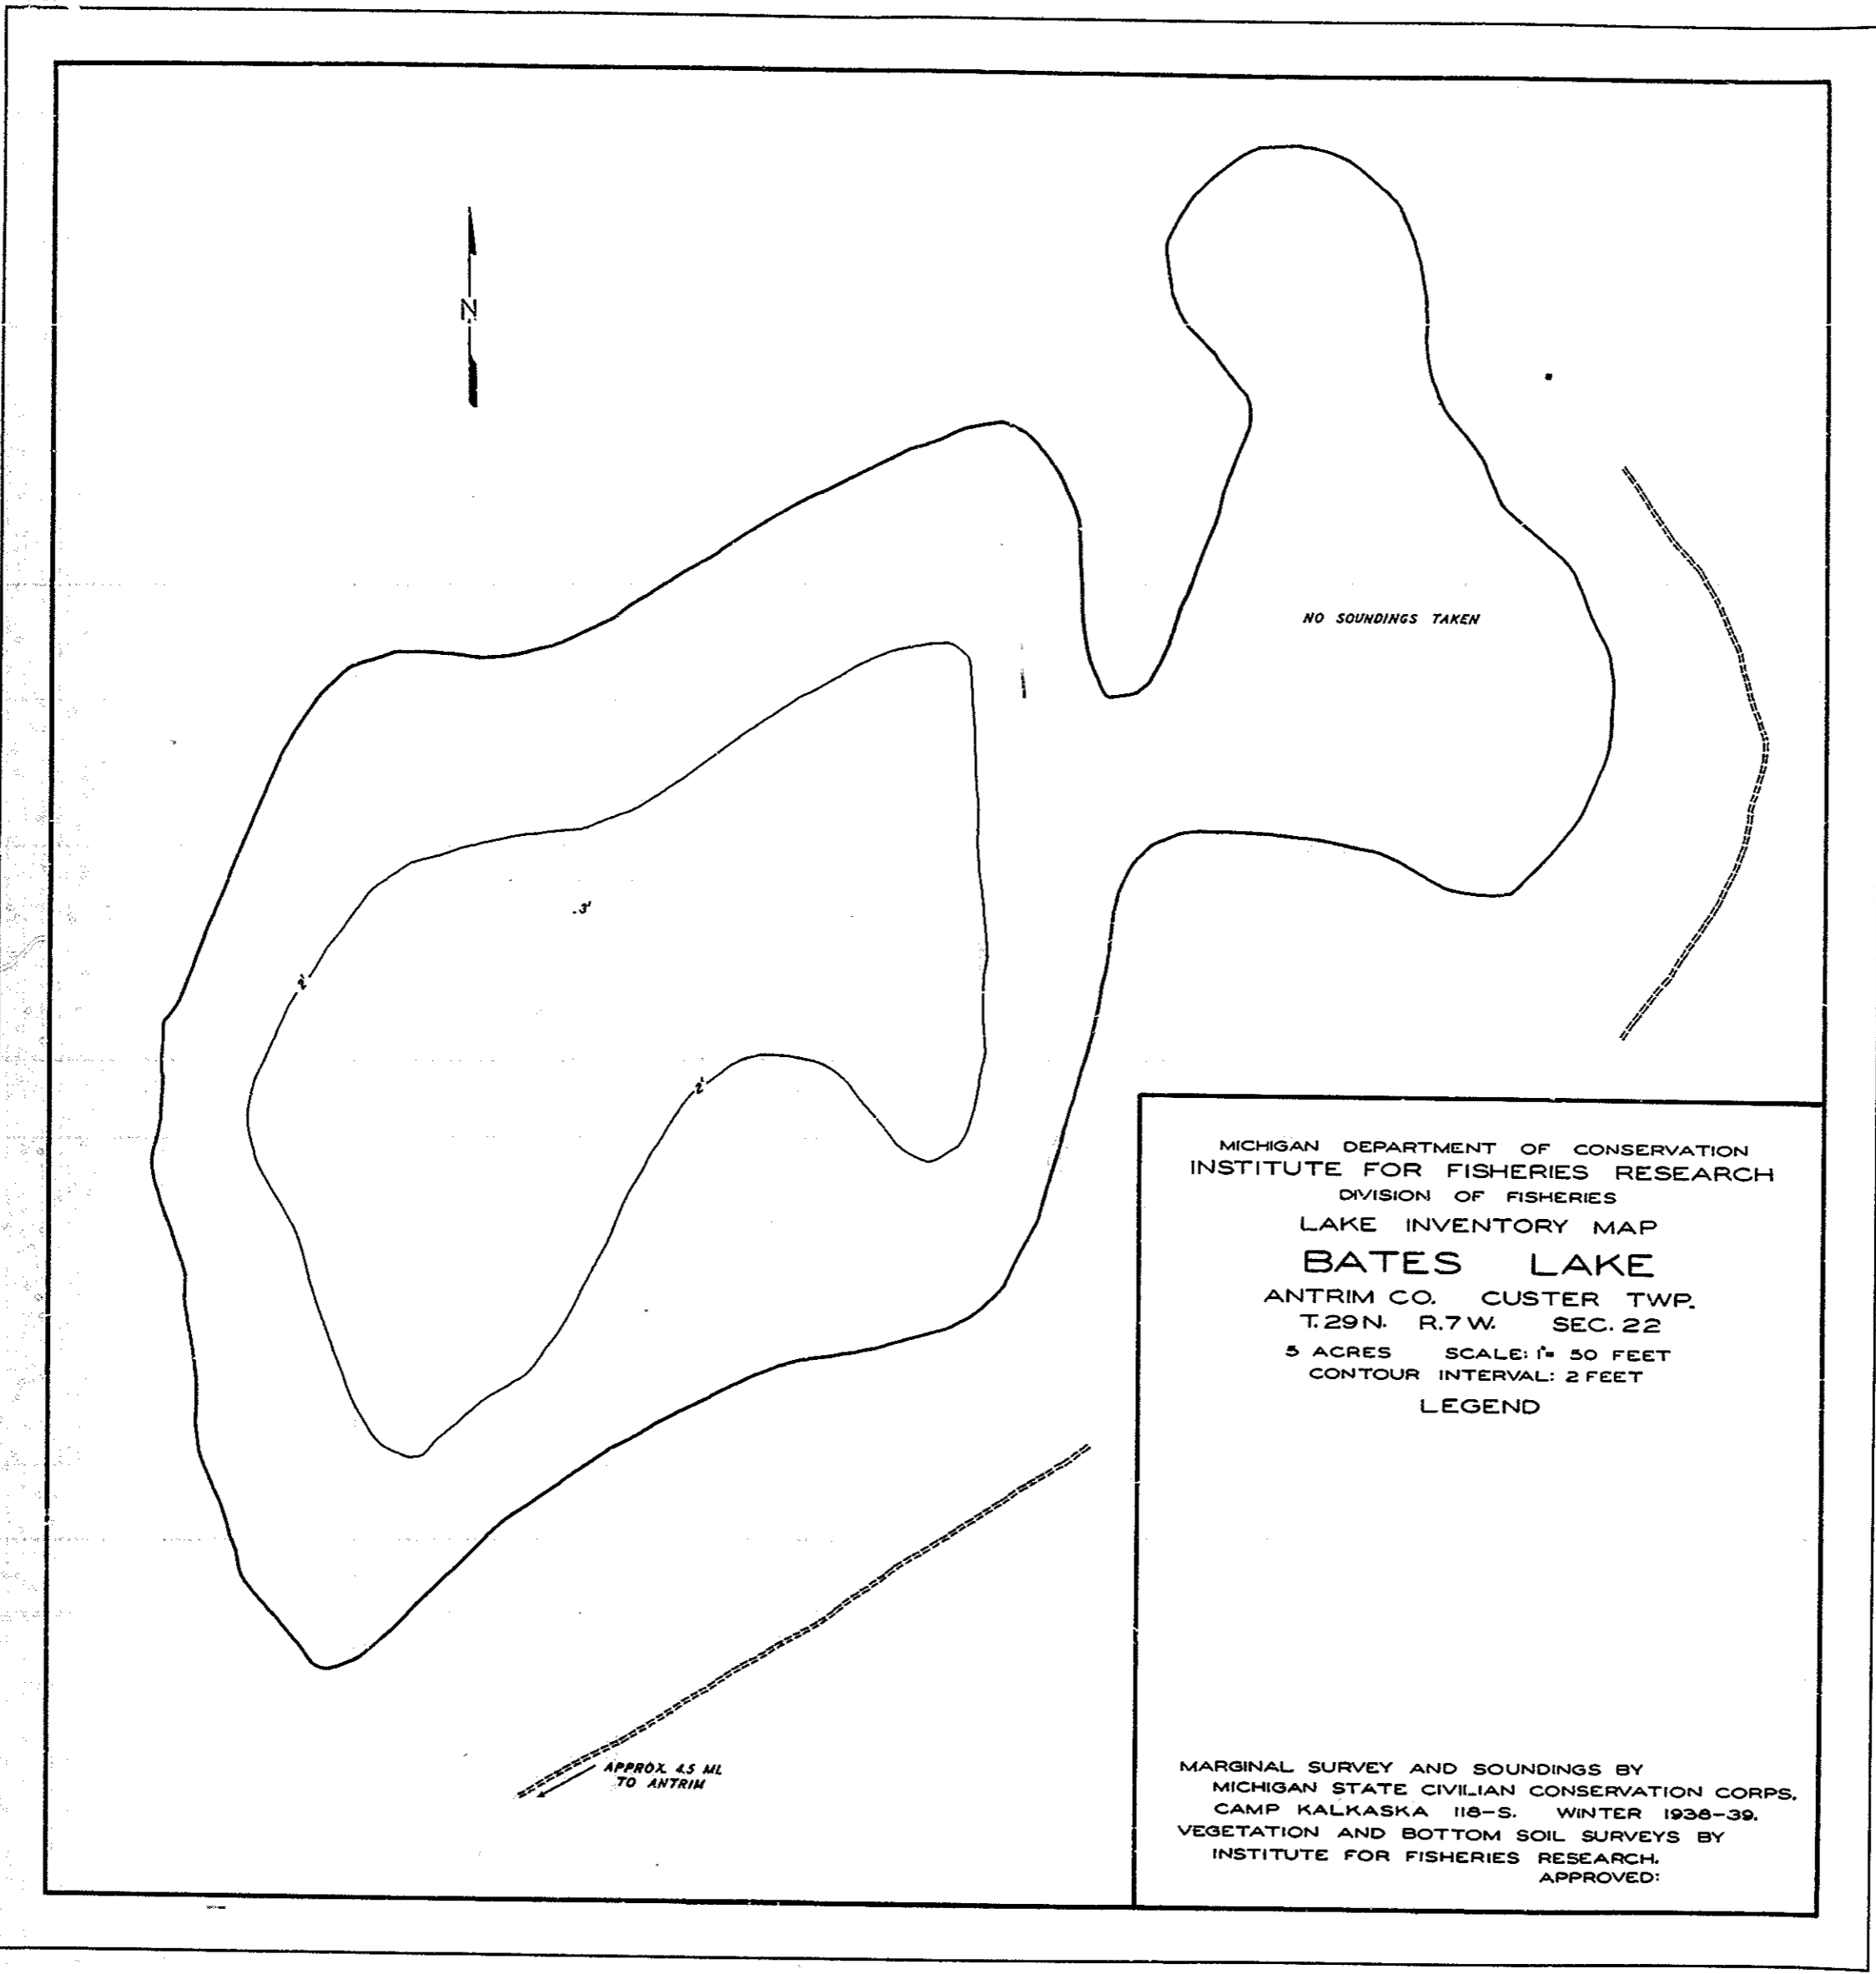 N
NO SOUNDINGS TAKEN
.3'
2'
2'
MICHIGAN DEPARTMENT OF CONSERVATION
INSTITUTE FOR FISHERIES RESEARCH
DIVISION OF FISHERIES
LAKE INVENTORY MAP
BATES LAKE
ANTRIM CO. CUSTER TWP.
T.29N. R.7W. SEC. 22
5 ACRES SCALE: 1"= 50 FEET
CONTOUR INTERVAL: 2 FEET
LEGEND
APPROX. 4.5 MI.
TO ANTRIM
MARGINAL SURVEY AND SOUNDINGS BY
MICHIGAN STATE CIVILIAN CONSERVATION CORPS.
CAMP KALKASKA 118-S. WINTER 1938-39.
VEGETATION AND BOTTOM SOIL SURVEYS BY
INSTITUTE FOR FISHERIES RESEARCH.
APPROVED: